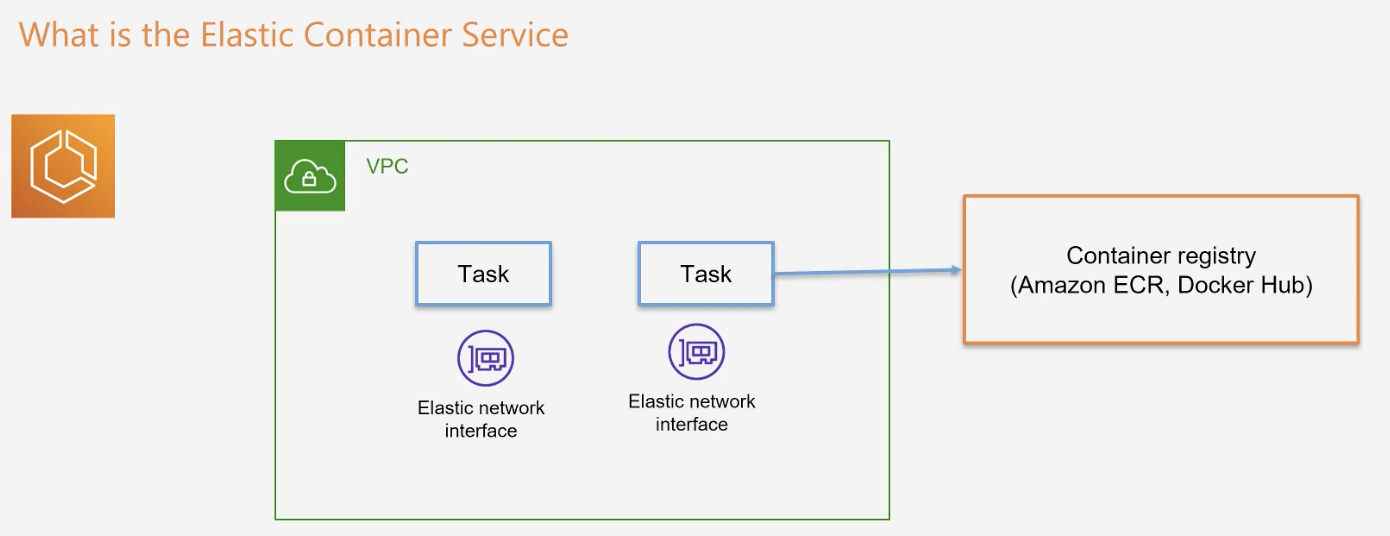 What is the Elastic Container Service
VPC
Task
Task
Container registry
(Amazon ECR, Docker Hub)
Elastic network
interface
Elastic network
interface